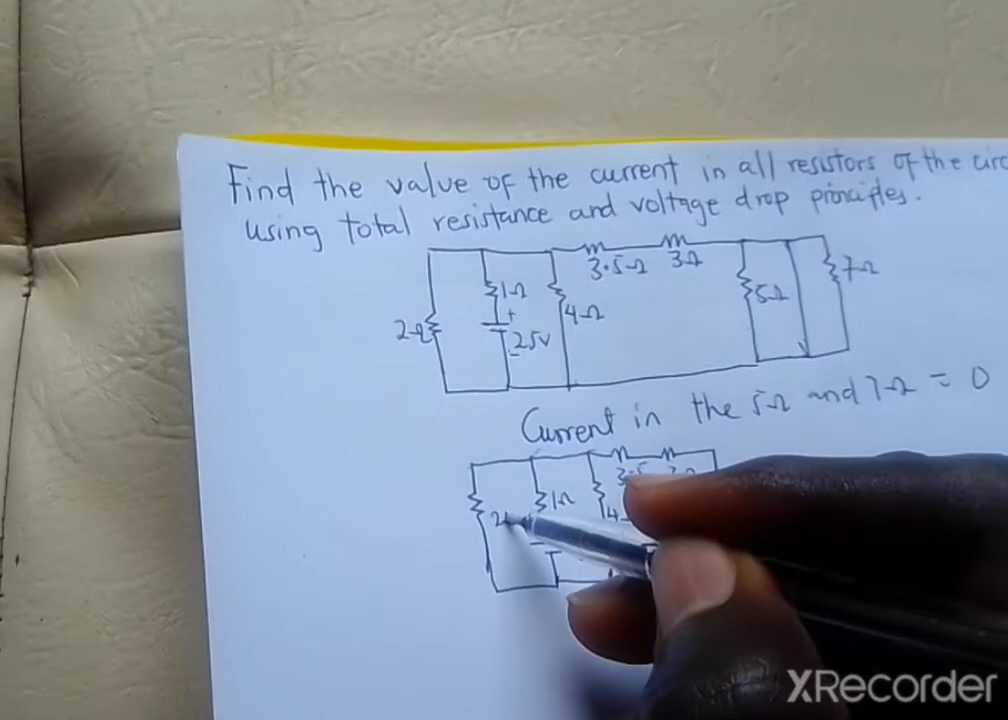 Find the value of the current in all resistors of the circ
using total resistance and voltage drop principles.
3.5Ω 3Ω
2Ω 1Ω + 4Ω 5Ω 7Ω
- 25V
Current in the 5Ω and 7Ω = 0
1Ω
XRecorder